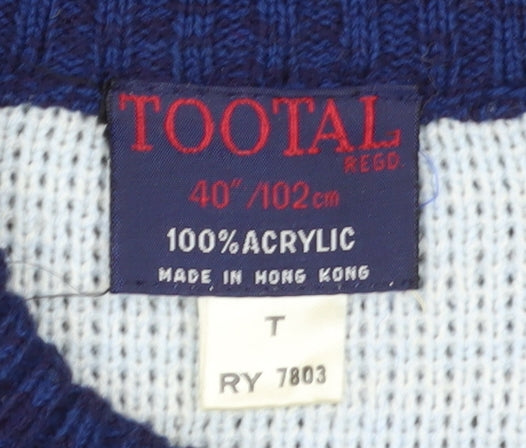 TOOTAL
REGD.
40"/102cm
100% ACRYLIC
MADE IN HONG KONG
T
RY 7803